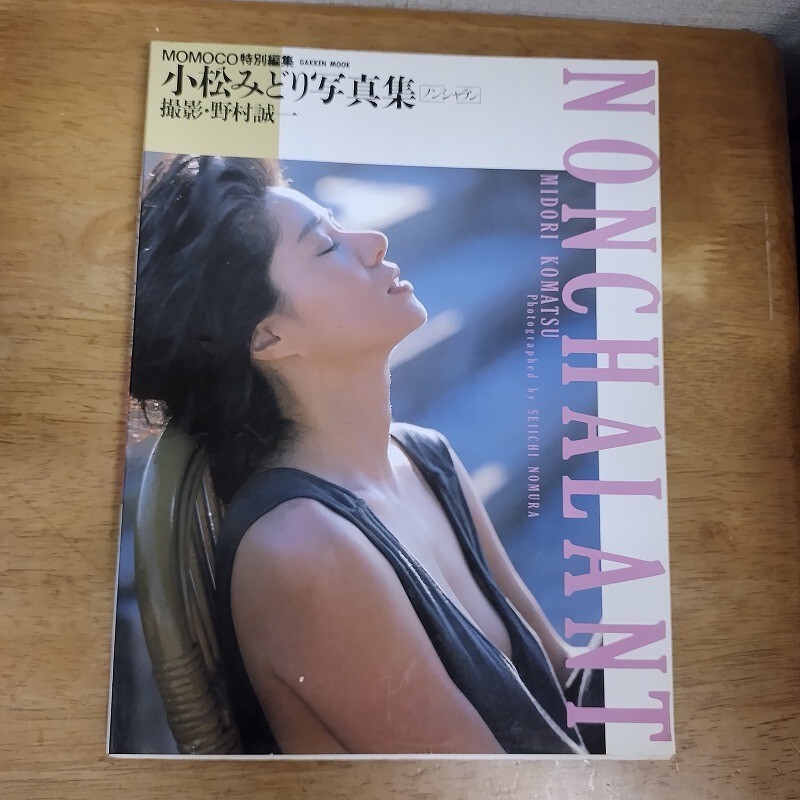 MOMOCO特別編集 GAKKEN MOOK
小松みどり写真集 ノンシャラン
撮影・野村誠一
NONCHALANT
MIDORI KOMATSU
Photographed by SEIICHI NOMURA